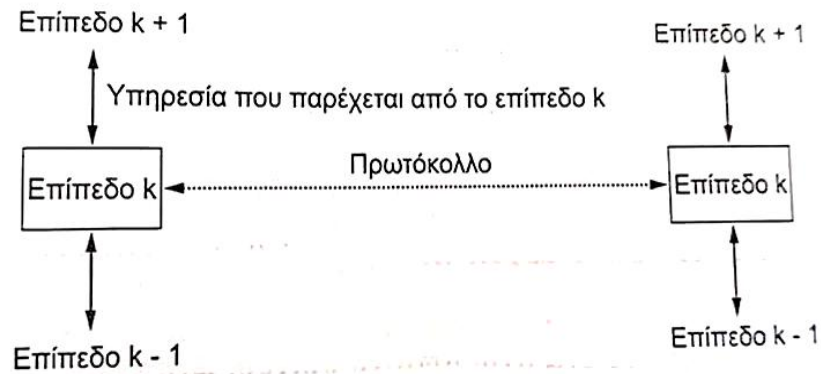 Επίπεδο k + 1
Επίπεδο k + 1
Υπηρεσία που παρέχεται από το επίπεδο k
Πρωτόκολλο
Επίπεδο k
Επίπεδο k
Επίπεδο k - 1
Επίπεδο k - 1